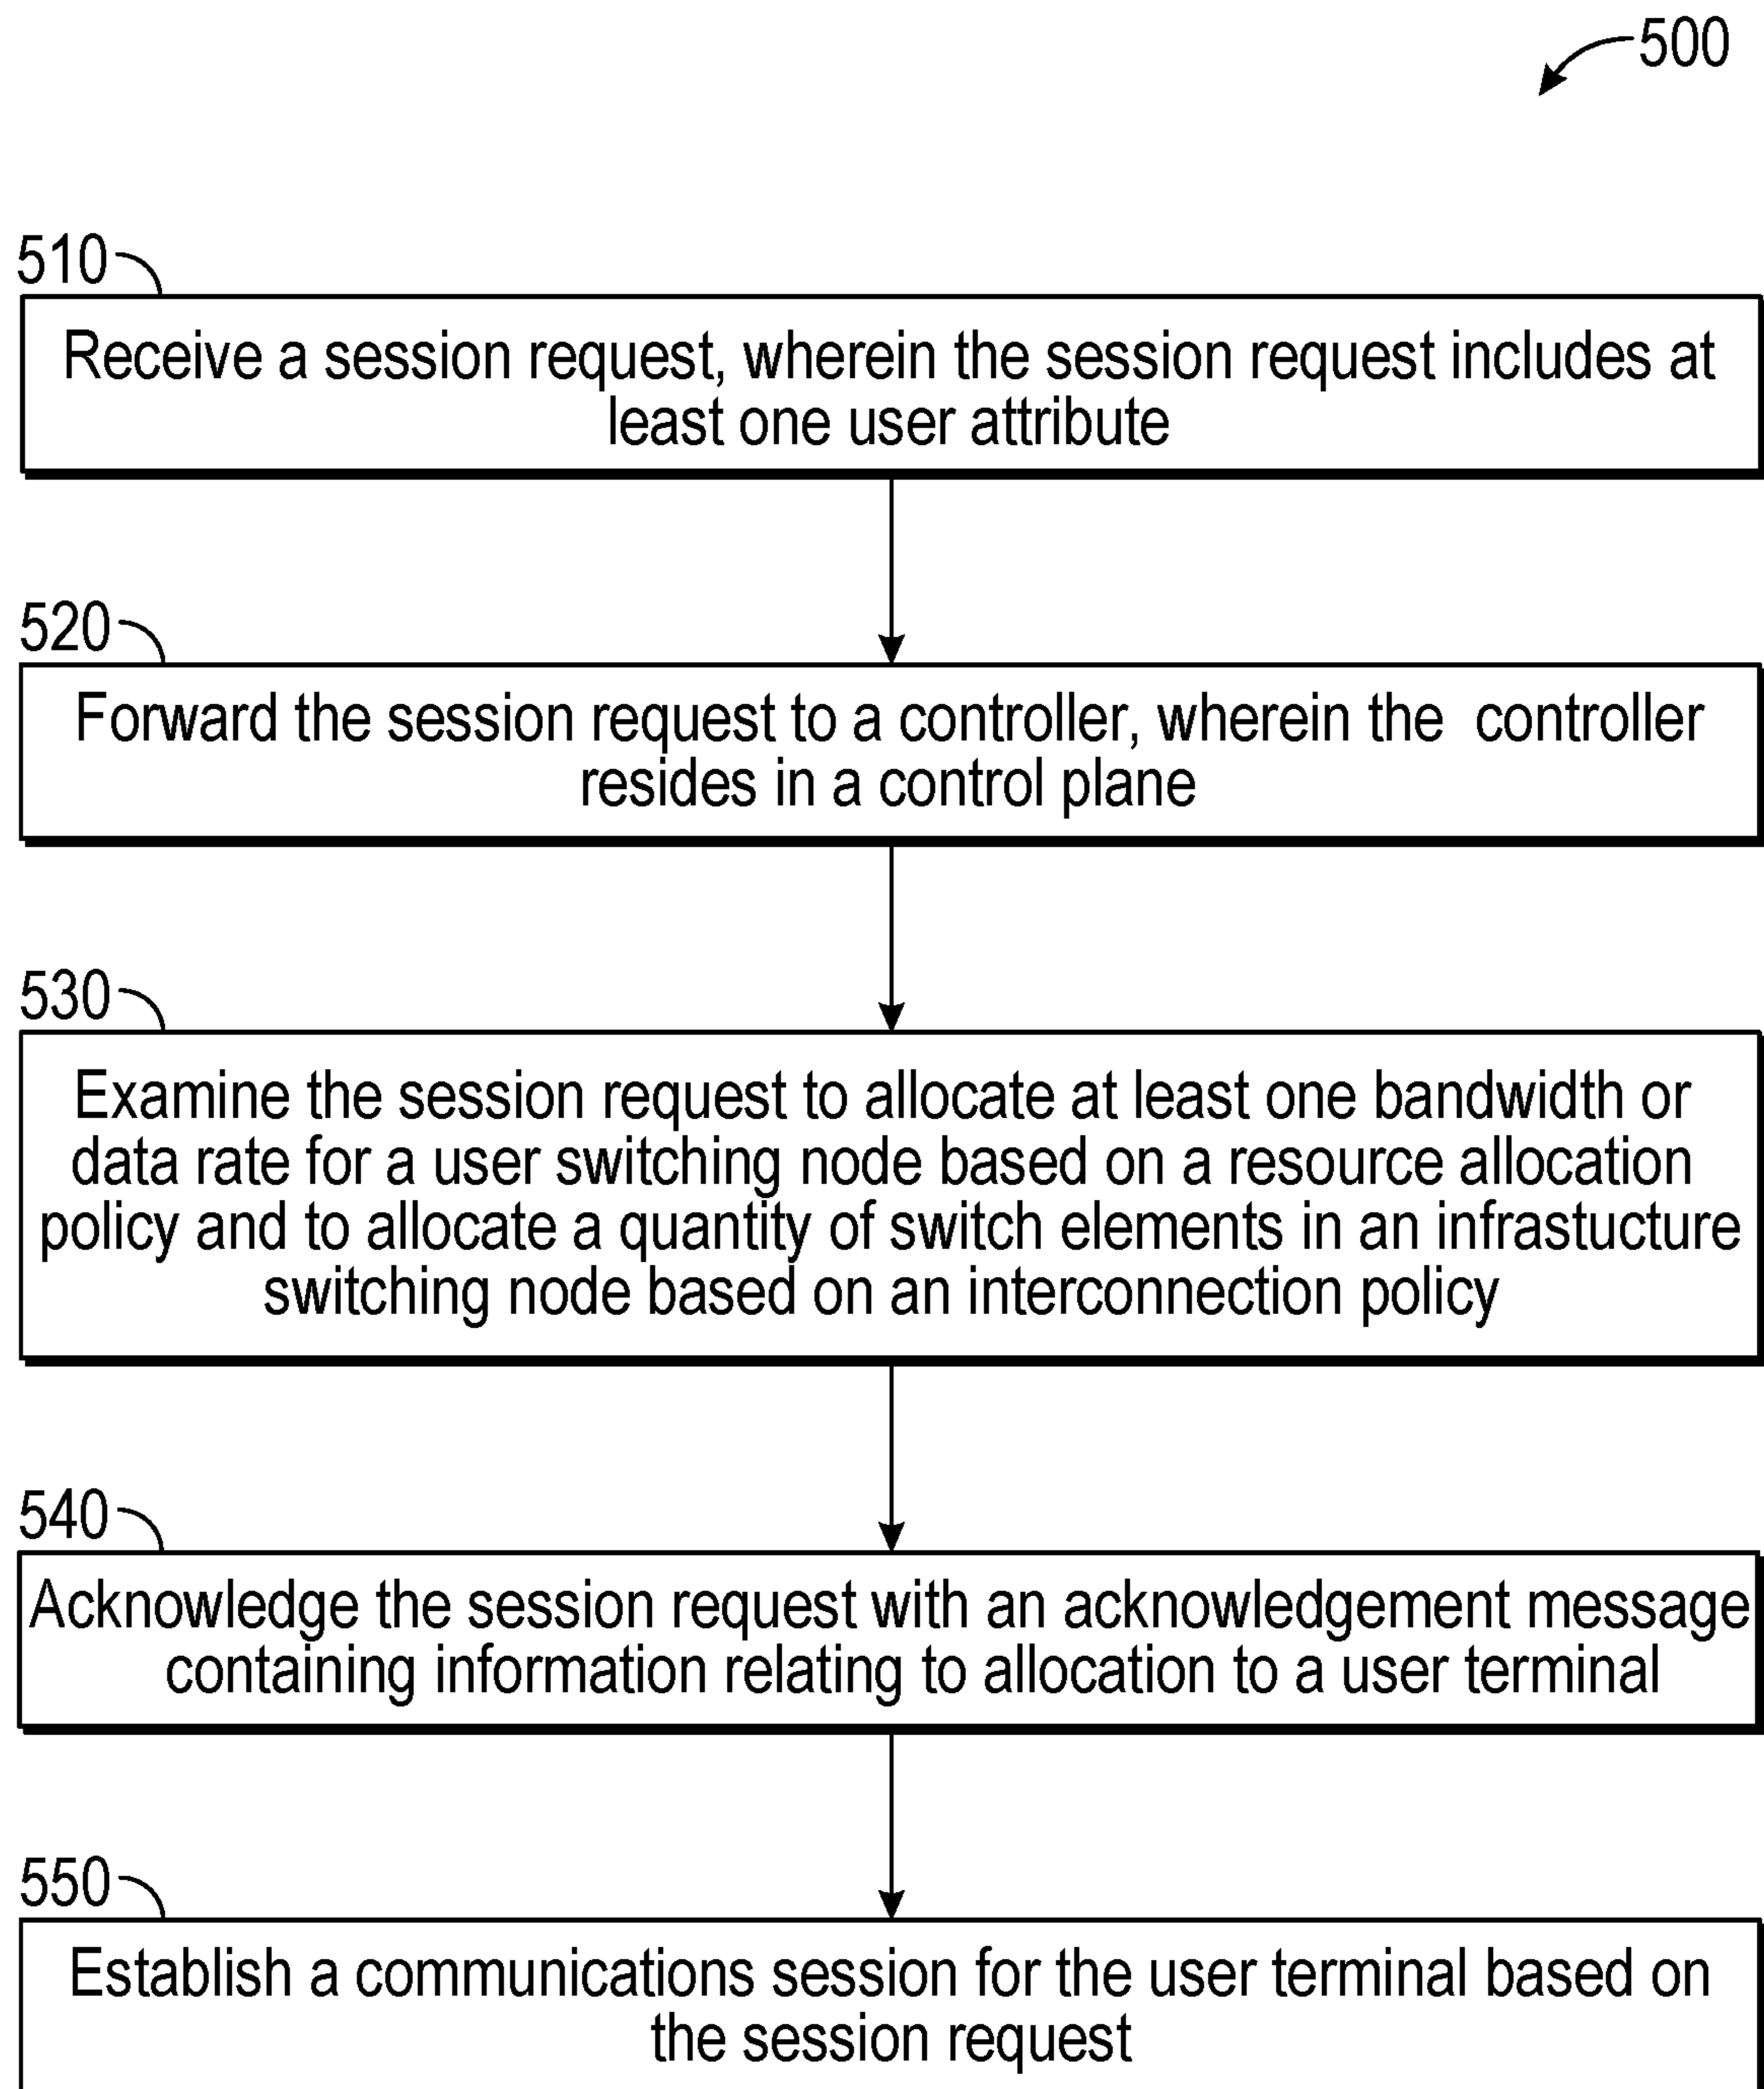 500
510
Receive a session request, wherein the session request includes at
least one user attribute
520
Forward the session request to a controller, wherein the controller
resides in a control plane
530
Examine the session request to allocate at least one bandwidth or
data rate for a user switching node based on a resource allocation
policy and to allocate a quantity of switch elements in an infrastucture
switching node based on an interconnection policy
540
Acknowledge the session request with an acknowledgement message
containing information relating to allocation to a user terminal
550
Establish a communications session for the user terminal based on
the session request